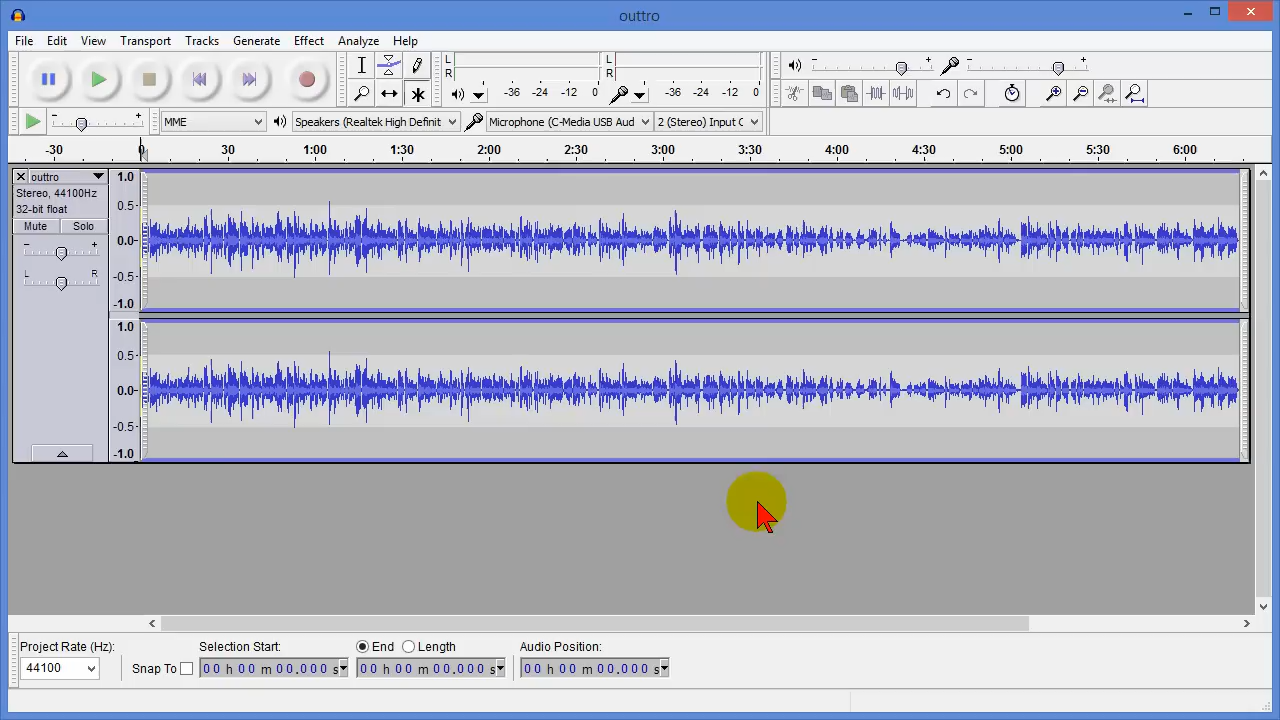 outtro
File Edit View Transport Tracks Generate Effect Analyze Help
L R L R
-36 -24 -12 0 -36 -24 -12 0
MME Speakers (Realtek High Definit Microphone (C-Media USB Aud 2 (Stereo) Input C
-30 0 30 1:00 1:30 2:00 2:30 3:00 3:30 4:00 4:30 5:00 5:30 6:00
outtro
Stereo, 44100Hz
32-bit float
Mute Solo
- +
L R
1.0
0.5
0.0
-0.5
-1.0
1.0
0.5
0.0
-0.5
-1.0
Project Rate (Hz): Selection Start: End Length Audio Position:
44100 Snap To 00 h 00 m 00.000 s 00 h 00 m 00.000 s 00 h 00 m 00.000 s